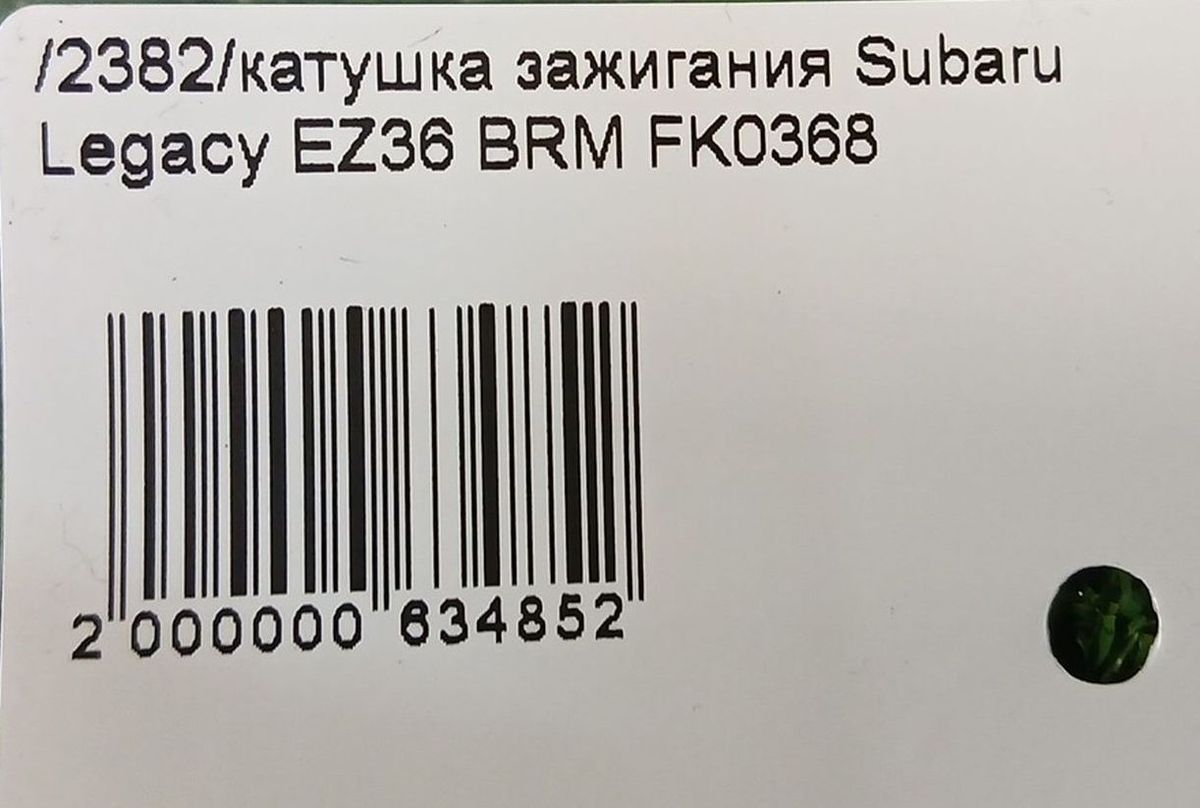 /2382/катушка зажигания Subaru
Legacy EZ36 BRM FK0368
2 000000 634852